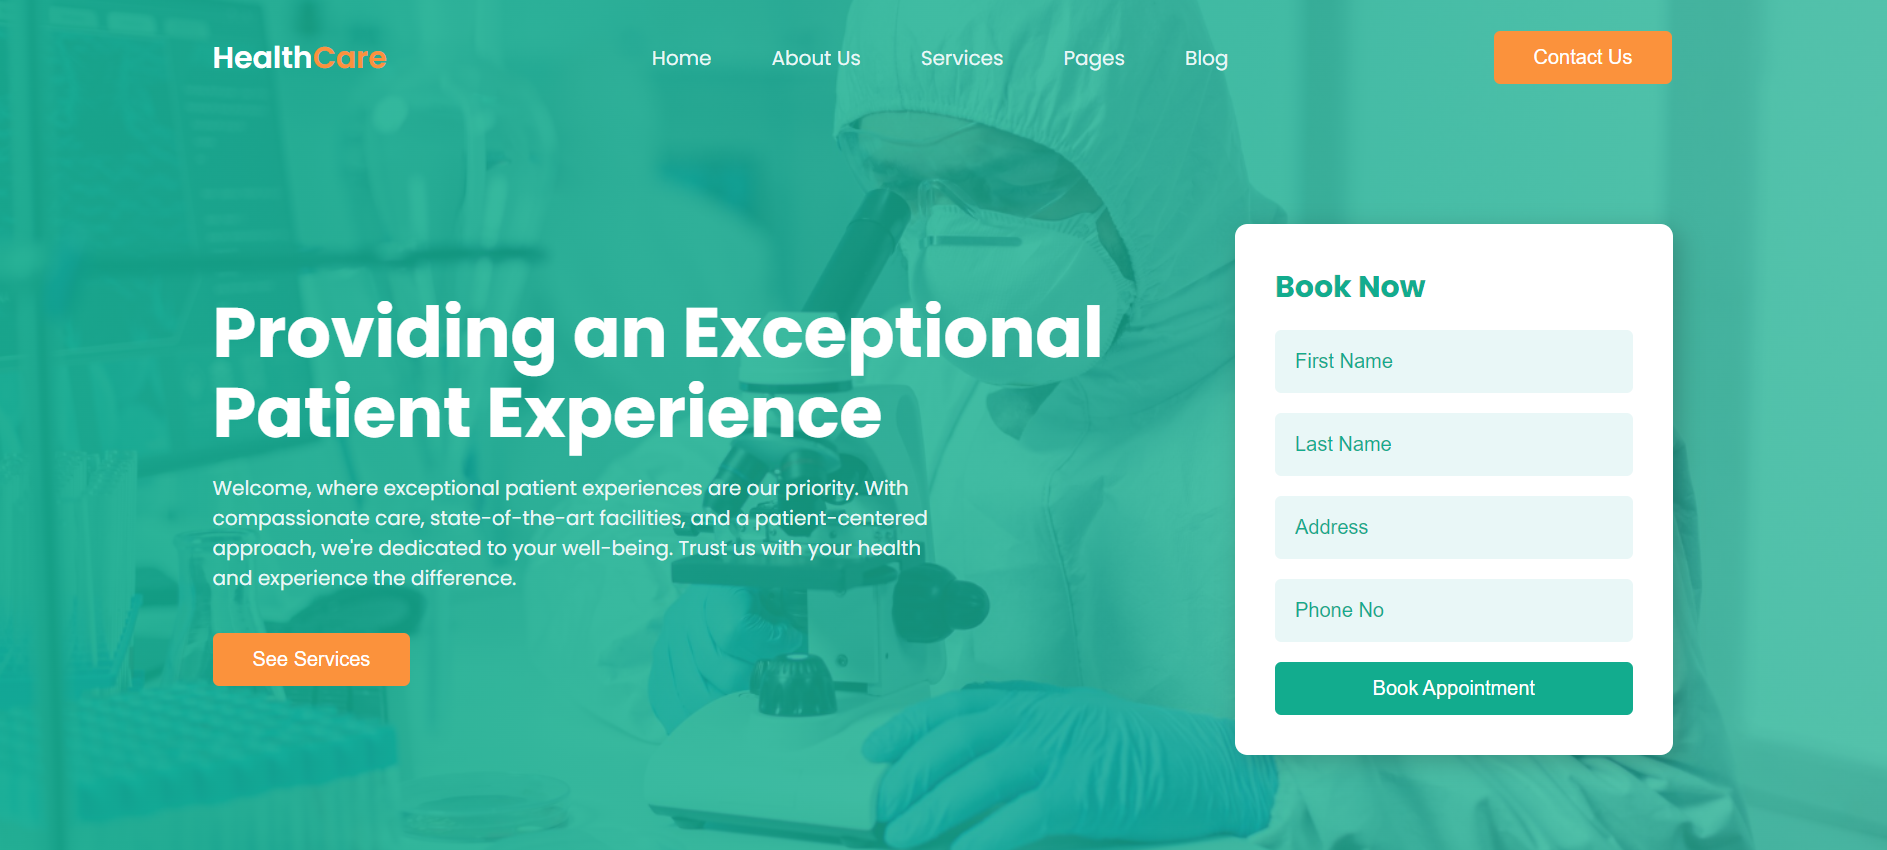 HealthCare
Home
About Us
Services
Pages
Blog
Contact Us
Providing an Exceptional
Patient Experience
Welcome, where exceptional patient experiences are our priority. With
compassionate care, state-of-the-art facilities, and a patient-centered
approach, we're dedicated to your well-being. Trust us with your health
and experience the difference.
See Services
Book Now
First Name
Last Name
Address
Phone No
Book Appointment